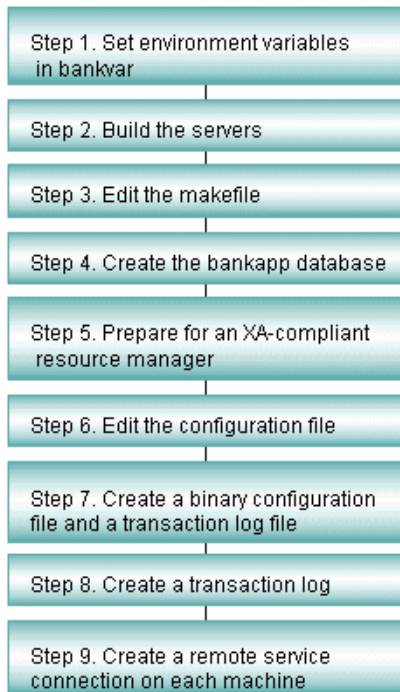 Step 1. Set environment variables
in bankvar
Step 2. Build the servers
Step 3. Edit the makefile
Step 4. Create the bankapp database
Step 5. Prepare for an XA-compliant
resource manager
Step 6. Edit the configuration file
Step 7. Create a binary configuration
file and a transaction log file
Step 8. Create a transaction log
Step 9. Create a remote service
connection on each machine